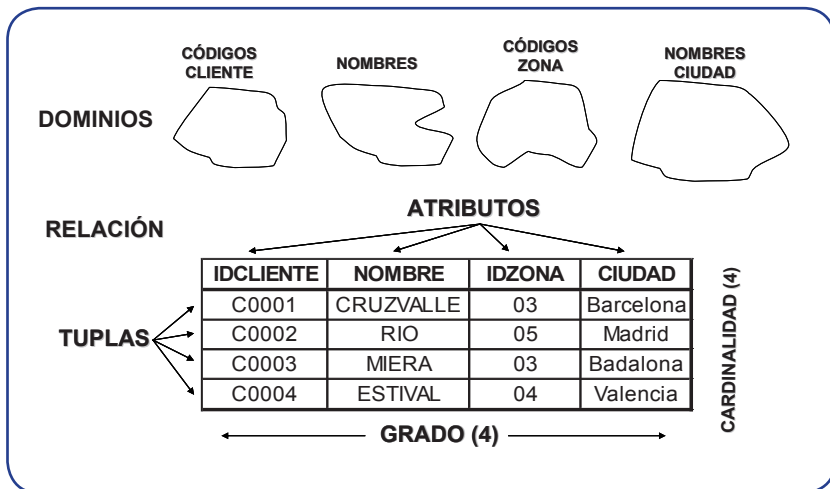 CÓDIGOS
CLIENTE
NOMBRES
CÓDIGOS
ZONA
NOMBRES
CIUDAD
DOMINIOS
RELACIÓN
ATRIBUTOS
IDCLIENTE NOMBRE IDZONA CIUDAD
C0001 CRUZVALLE 03 Barcelona
C0002 RIO 05 Madrid
C0003 MIERA 03 Badalona
C0004 ESTIVAL 04 Valencia
TUPLAS
CARDINALIDAD (4)
GRADO (4)